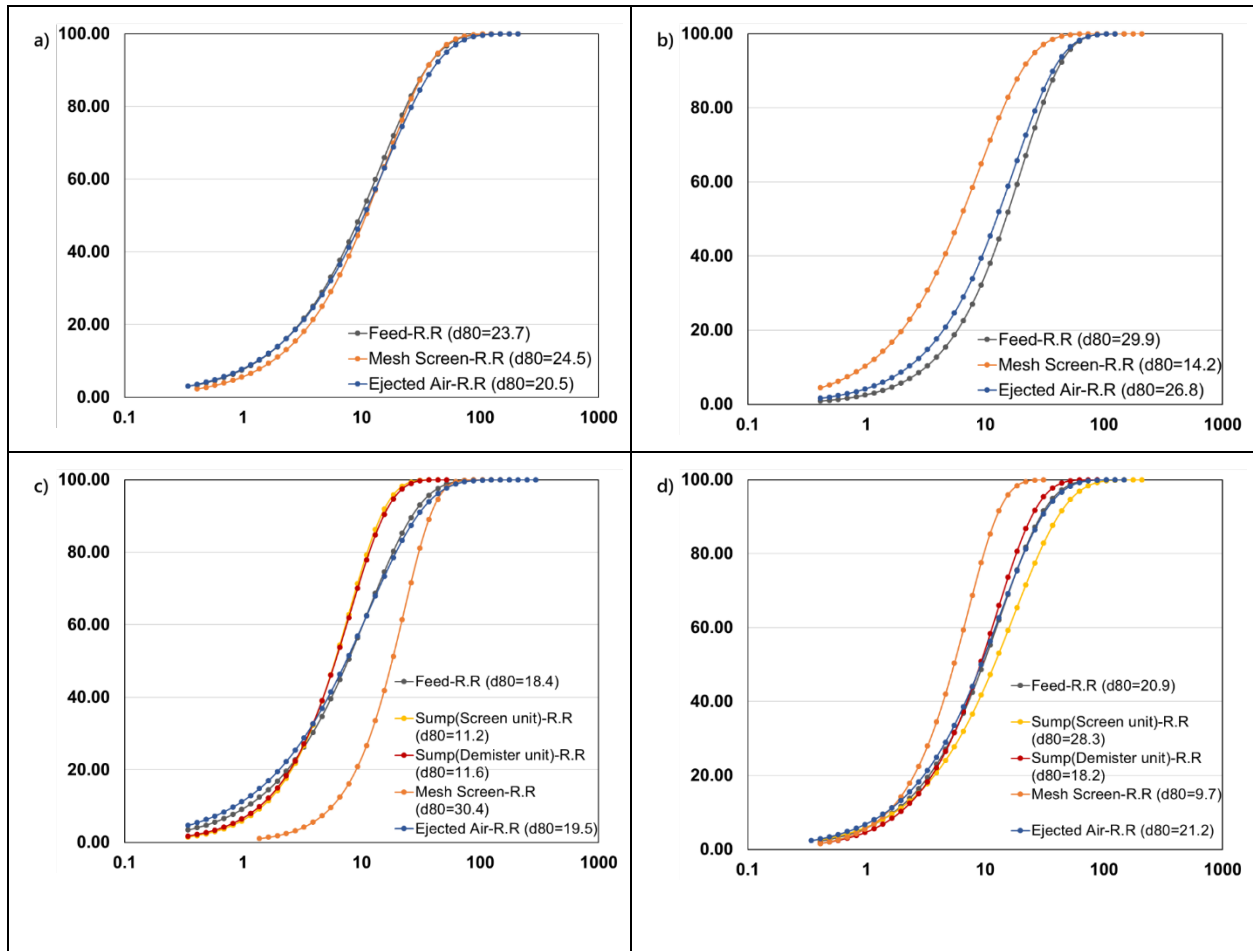 a)
100.00
80.00
60.00
40.00
20.00
0.00
Feed-R.R (d80=23.7)
Mesh Screen-R.R (d80=24.5)
Ejected Air-R.R (d80=20.5)
0.1 1 10 100 1000
b)
100.00
80.00
60.00
40.00
20.00
0.00
Feed-R.R (d80=29.9)
Mesh Screen-R.R (d80=14.2)
Ejected Air-R.R (d80=26.8)
0.1 1 10 100 1000
c)
100.00
80.00
60.00
40.00
20.00
0.00
Feed-R.R (d80=18.4)
Sump(Screen unit)-R.R
(d80=11.2)
Sump(Demister unit)-R.R
(d80=11.6)
Mesh Screen-R.R
(d80=30.4)
Ejected Air-R.R (d80=19.5)
0.1 1 10 100 1000
d)
100.00
80.00
60.00
40.00
20.00
0.00
Feed-R.R (d80=20.9)
Sump(Screen unit)-R.R
(d80=28.3)
Sump(Demister unit)-R.R
(d80=18.2)
Mesh Screen-R.R (d80=9.7)
Ejected Air-R.R (d80=21.2)
0.1 1 10 100 1000